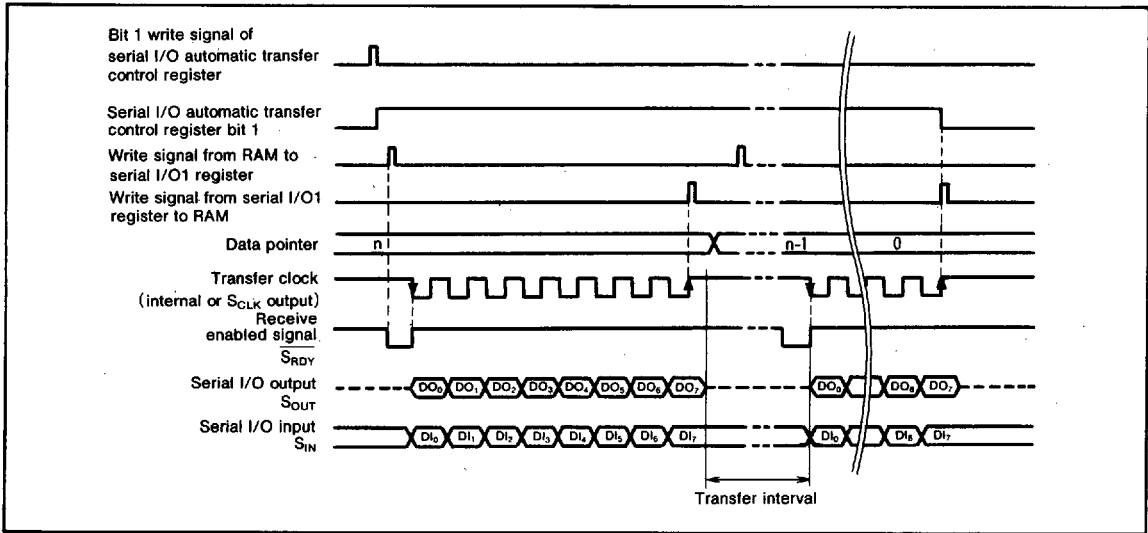 Bit 1 write signal of
serial I/O automatic transfer
control register
Serial I/O automatic transfer
control register bit 1
Write signal from RAM to
serial I/O1 register
Write signal from serial I/O1
register to RAM
Data pointer n n-1 0
Transfer clock
(internal or SCLK output)
Receive
enabled signal
SRDY
Serial I/O output DO0 DO1 DO2 DO3 DO4 DO5 DO6 DO7 DO0 DO6 DO7
SOUT
Serial I/O input DI0 DI1 DI2 DI3 DI4 DI5 DI6 DI7 DI0 DI6 DI7
SIN
Transfer interval